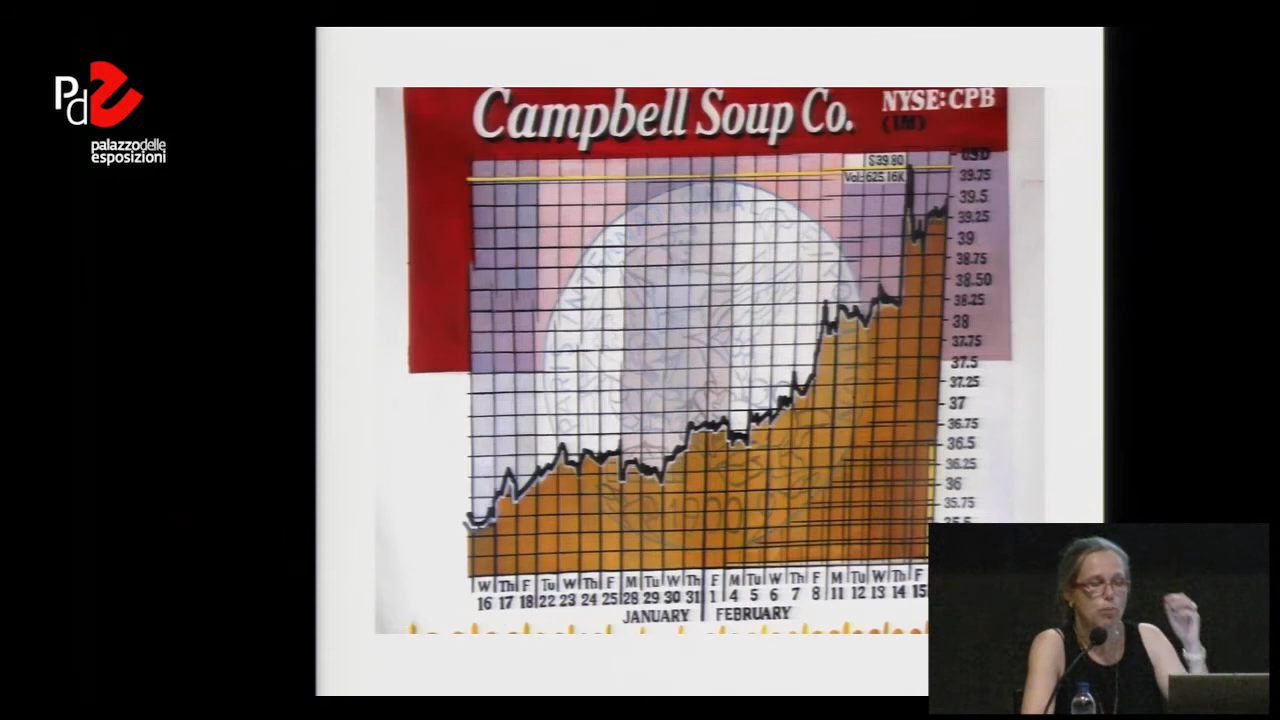 Pd
palazzodelle
esposizioni
Campbell Soup Co.
NYSE:CPB
(1M)
USD
$39.80
Vol:625.16K
39.75
39.5
39.25
39
38.75
38.50
38.25
38
37.75
37.5
37.25
37
36.75
36.5
36.25
36
35.75
PARIS INTERNAT
W Th F Tu W Th F M Tu W Th F M Tu W Th F M Tu W Th F
16 17 18 22 23 24 25 28 29 30 31 1 4 5 6 7 8 11 12 13 14 15
JANUARY FEBRUARY